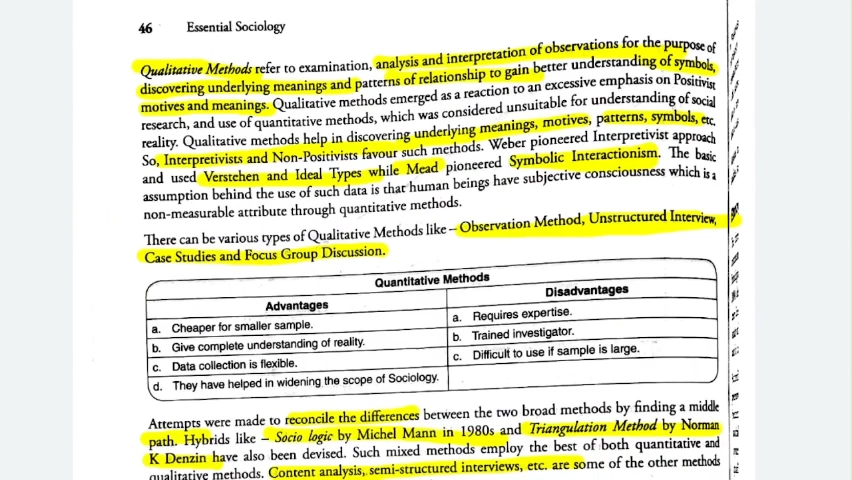 46 Essential Sociology
Qualitative Methods refer to examination, analysis and interpretation of observations for the purpose of
discovering underlying meanings and patterns of relationship to gain better understanding of symbols,
motives and meanings. Qualitative methods emerged as a reaction to an excessive emphasis on Positivist
research, and use of quantitative methods, which was considered unsuitable for understanding of social
reality. Qualitative methods help in discovering underlying meanings, motives, patterns, symbols, etc.
So, Interpretivists and Non-Positivists favour such methods. Weber pioneered Interpretivist approach
and used Verstehen and Ideal Types while Mead pioneered Symbolic Interactionism. The basic
assumption behind the use of such data is that human beings have subjective consciousness which is a
non-measurable attribute through quantitative methods.
There can be various types of Qualitative Methods like – Observation Method, Unstructured Interview,
Case Studies and Focus Group Discussion.
Quantitative Methods
Advantages Disadvantages
a. Cheaper for smaller sample. a. Requires expertise.
b. Give complete understanding of reality. b. Trained investigator.
c. Data collection is flexible. c. Difficult to use if sample is large.
d. They have helped in widening the scope of Sociology.
Attempts were made to reconcile the differences between the two broad methods by finding a middle
path. Hybrids like – Socio logic by Michel Mann in 1980s and Triangulation Method by Norman
K Denzin have also been devised. Such mixed methods employ the best of both quantitative and
qualitative methods. Content analysis, semi-structured interviews, etc. are some of the other methods